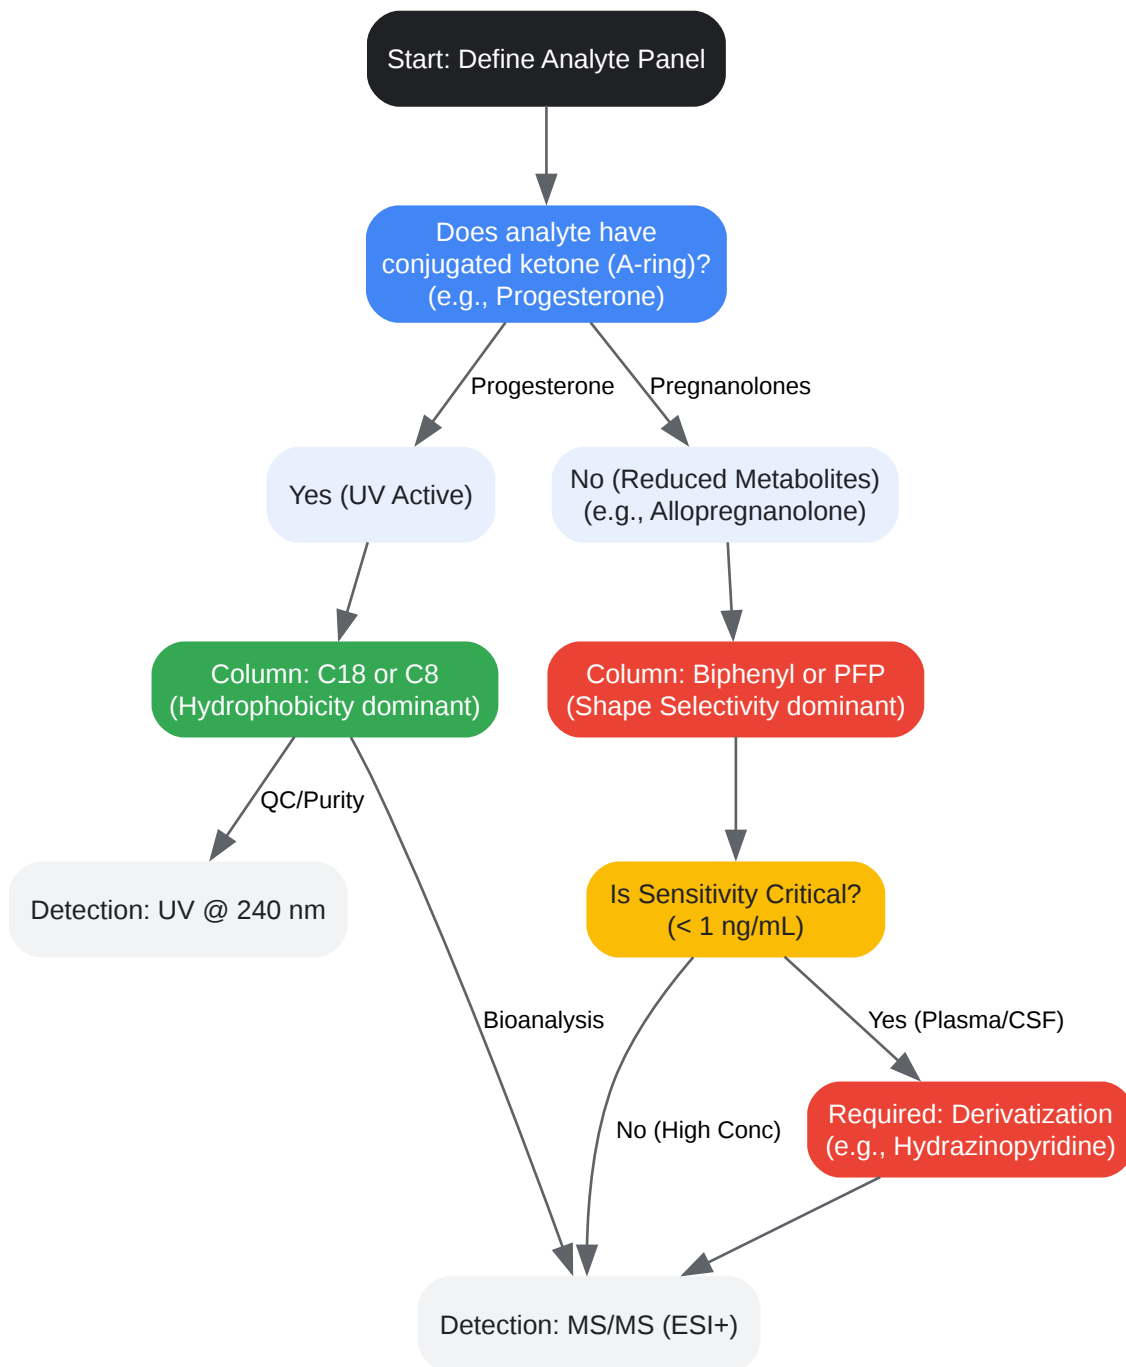 Start: Define Analyte Panel
Does analyte have
conjugated ketone (A-ring)?
(e.g., Progesterone)
Progesterone
Pregnanolones
Yes (UV Active)
No (Reduced Metabolites)
(e.g., Allopregnanolone)
Column: C18 or C8
(Hydrophobicity dominant)
Column: Biphenyl or PFP
(Shape Selectivity dominant)
QC/Purity
Detection: UV @ 240 nm
Is Sensitivity Critical?
(< 1 ng/mL)
Bioanalysis
Yes (Plasma/CSF)
No (High Conc)
Required: Derivatization
(e.g., Hydrazinopyridine)
Detection: MS/MS (ESI+)